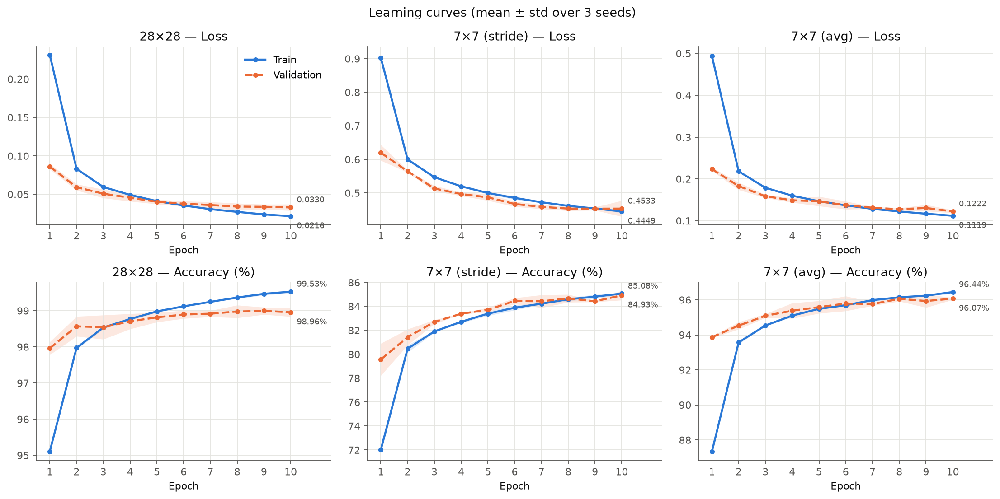 Learning curves (mean ± std over 3 seeds)
28×28 — Loss
Train
Validation
0.20
0.15
0.10
0.05
0.0330
0.0216
1 2 3 4 5 6 7 8 9 10
Epoch
7×7 (stride) — Loss
0.9
0.8
0.7
0.6
0.5
0.4533
0.4449
1 2 3 4 5 6 7 8 9 10
Epoch
7×7 (avg) — Loss
0.5
0.4
0.3
0.2
0.1
0.1222
0.1119
1 2 3 4 5 6 7 8 9 10
Epoch
28×28 — Accuracy (%)
99.53%
98.96%
99
98
97
96
95
1 2 3 4 5 6 7 8 9 10
Epoch
7×7 (stride) — Accuracy (%)
85.08%
84.93%
86
84
82
80
78
76
74
72
1 2 3 4 5 6 7 8 9 10
Epoch
7×7 (avg) — Accuracy (%)
96.44%
96.07%
96
94
92
90
88
1 2 3 4 5 6 7 8 9 10
Epoch